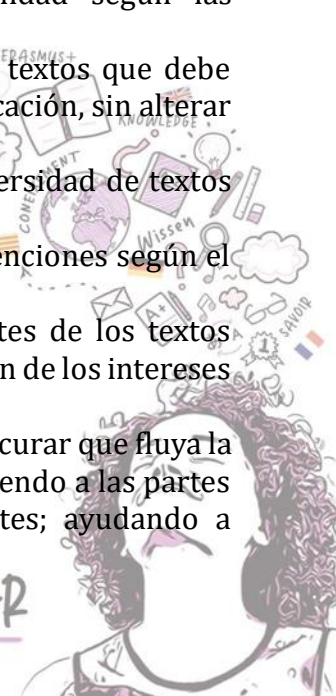 según las
ERASMUS+
textos que debe
cación, sin alterar
KNOWLEDGE
ersidad de textos
Wissen
enciones según el
A+
tes de los textos
1
SAVOIR
n de los intereses
curar que fluya la
endo a las partes
tes; ayudando a
R